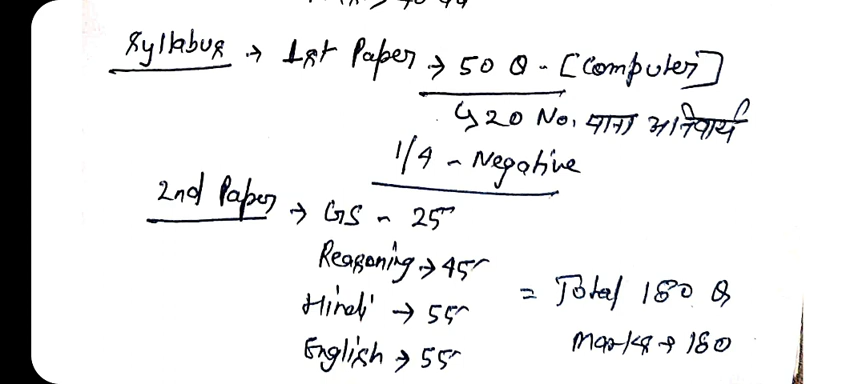 Syllabus → 1st Paper → 50 Q - [Computer]
↳ 20 No. पाना अनिवार्य
1/4 - Negative
2nd Paper → GS - 25
Reasoning → 45
Hindi → 55
English → 55
= Total 180 Q
Marks → 180